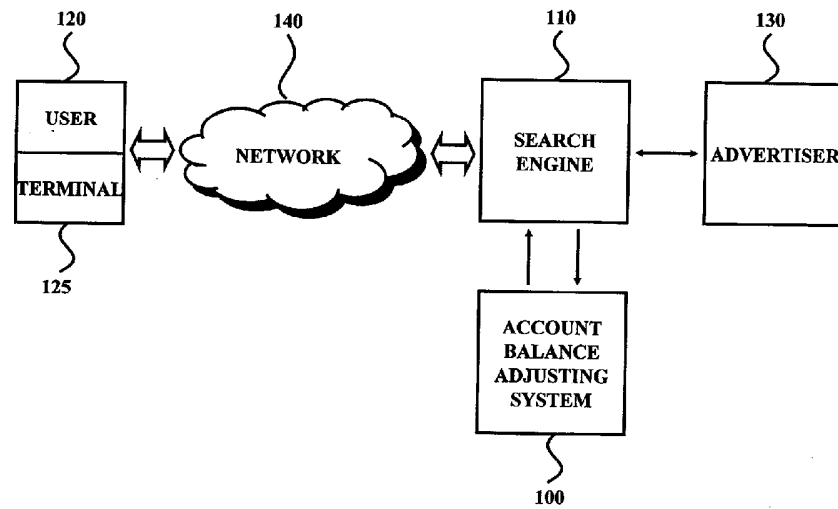 120
140
110
130
USER
TERMINAL
NETWORK
SEARCH
ENGINE
ADVERTISER
125
ACCOUNT
BALANCE
ADJUSTING
SYSTEM
100